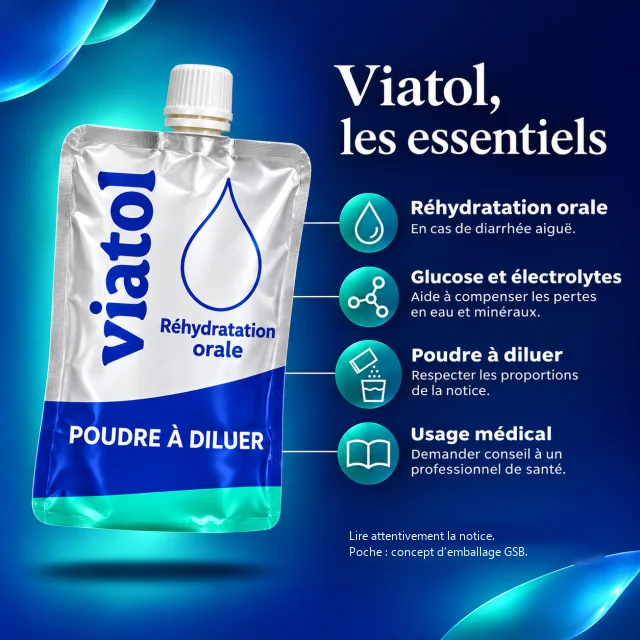 Viatol,
les essentiels
viatol
Réhydratation
orale
POUDRE À DILUER
Réhydratation orale
En cas de diarrhée aiguë.
Glucose et électrolytes
Aide à compenser les pertes
en eau et minéraux.
Poudre à diluer
Respecter les proportions
de la notice.
Usage médical
Demander conseil à un
professionnel de santé.
Lire attentivement la notice.
Poche : concept d’emballage GSB.